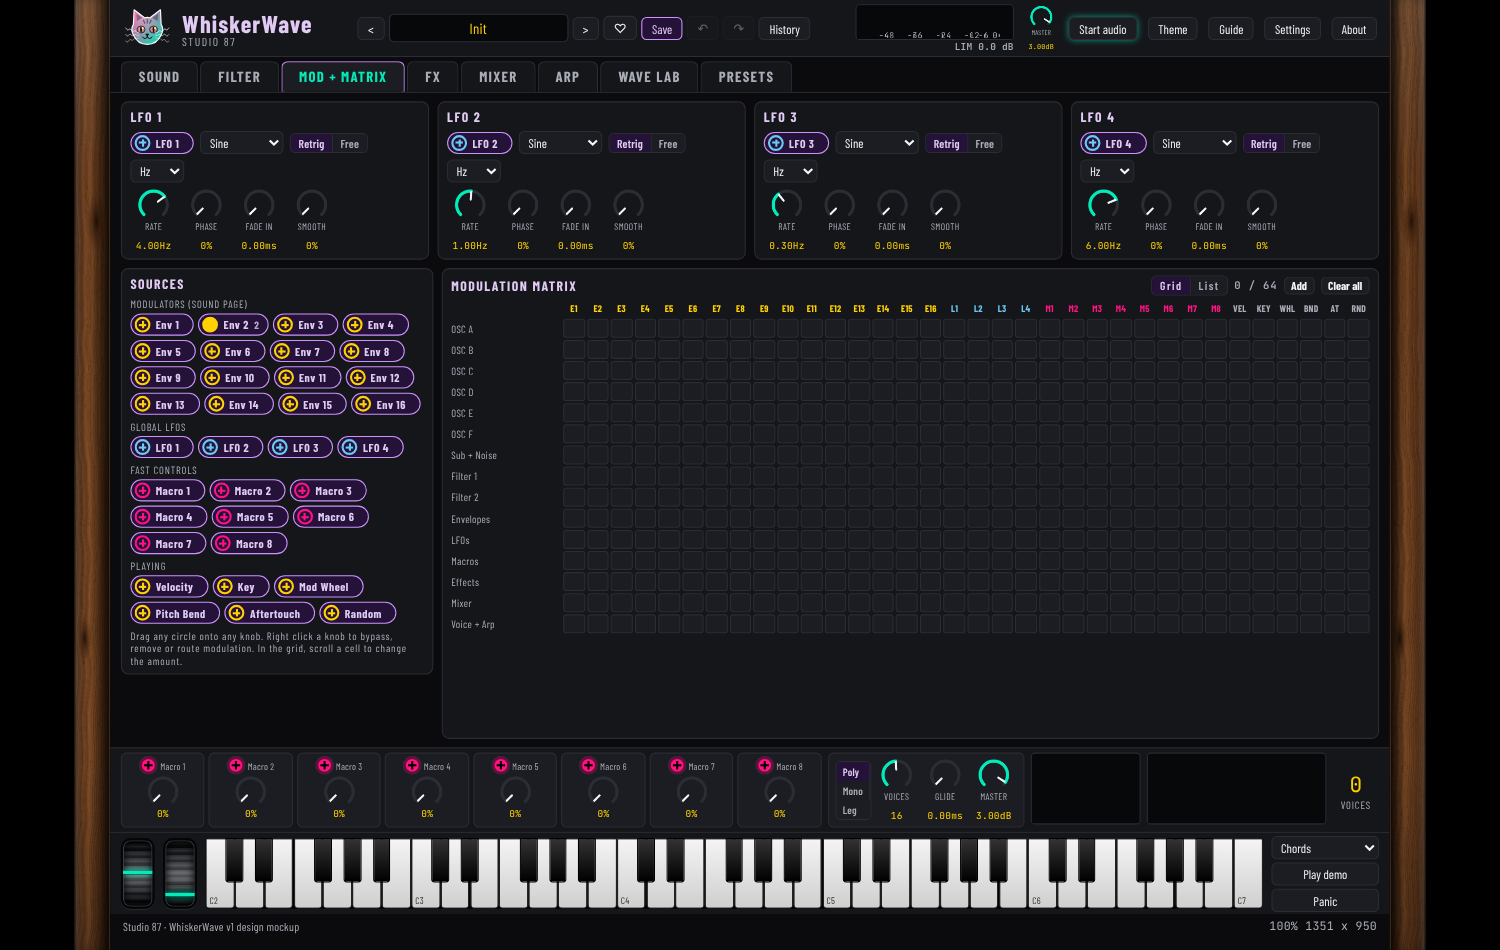 WhiskerWave
STUDIO 87
< Init > ♡ Save ↶ ↷ History
LIM 0.0 dB
MASTER
3.00dB
Start audio Theme Guide Settings About
SOUND FILTER MOD + MATRIX FX MIXER ARP WAVE LAB PRESETS
LFO 1
LFO 1 Sine Retrig Free
Hz
RATE PHASE FADE IN SMOOTH
4.00Hz 0% 0.00ms 0%
LFO 2
LFO 2 Sine Retrig Free
Hz
RATE PHASE FADE IN SMOOTH
1.00Hz 0% 0.00ms 0%
LFO 3
LFO 3 Sine Retrig Free
Hz
RATE PHASE FADE IN SMOOTH
0.30Hz 0% 0.00ms 0%
LFO 4
LFO 4 Sine Retrig Free
Hz
RATE PHASE FADE IN SMOOTH
6.00Hz 0% 0.00ms 0%
SOURCES
MODULATORS (SOUND PAGE)
Env 1 Env 2 2 Env 3 Env 4
Env 5 Env 6 Env 7 Env 8
Env 9 Env 10 Env 11 Env 12
Env 13 Env 14 Env 15 Env 16
GLOBAL LFOS
LFO 1 LFO 2 LFO 3 LFO 4
FAST CONTROLS
Macro 1 Macro 2 Macro 3
Macro 4 Macro 5 Macro 6
Macro 7 Macro 8
PLAYING
Velocity Key Mod Wheel
Pitch Bend Aftertouch Random
Drag any circle onto any knob. Right click a knob to bypass,
remove or route modulation. In the grid, scroll a cell to change
the amount.
MODULATION MATRIX Grid List 0 / 64 Add Clear all
E1 E2 E3 E4 E5 E6 E7 E8 E9 E10 E11 E12 E13 E14 E15 E16 L1 L2 L3 L4 M1 M2 M3 M4 M5 M6 M7 M8 VEL KEY WHL BND AT RND
OSC A
OSC B
OSC C
OSC D
OSC E
OSC F
Sub + Noise
Filter 1
Filter 2
Envelopes
LFOs
Macros
Effects
Mixer
Voice + Arp
Macro 1 Macro 2 Macro 3 Macro 4 Macro 5 Macro 6 Macro 7 Macro 8
0% 0% 0% 0% 0% 0% 0% 0%
Poly
Mono
Leg
VOICES GLIDE MASTER
16 0.00ms 3.00dB
0
VOICES
C2 C3 C4 C5 C6 C7
Chords
Play demo
Panic
Studio 87 · WhiskerWave v1 design mockup
100% 1351 x 950